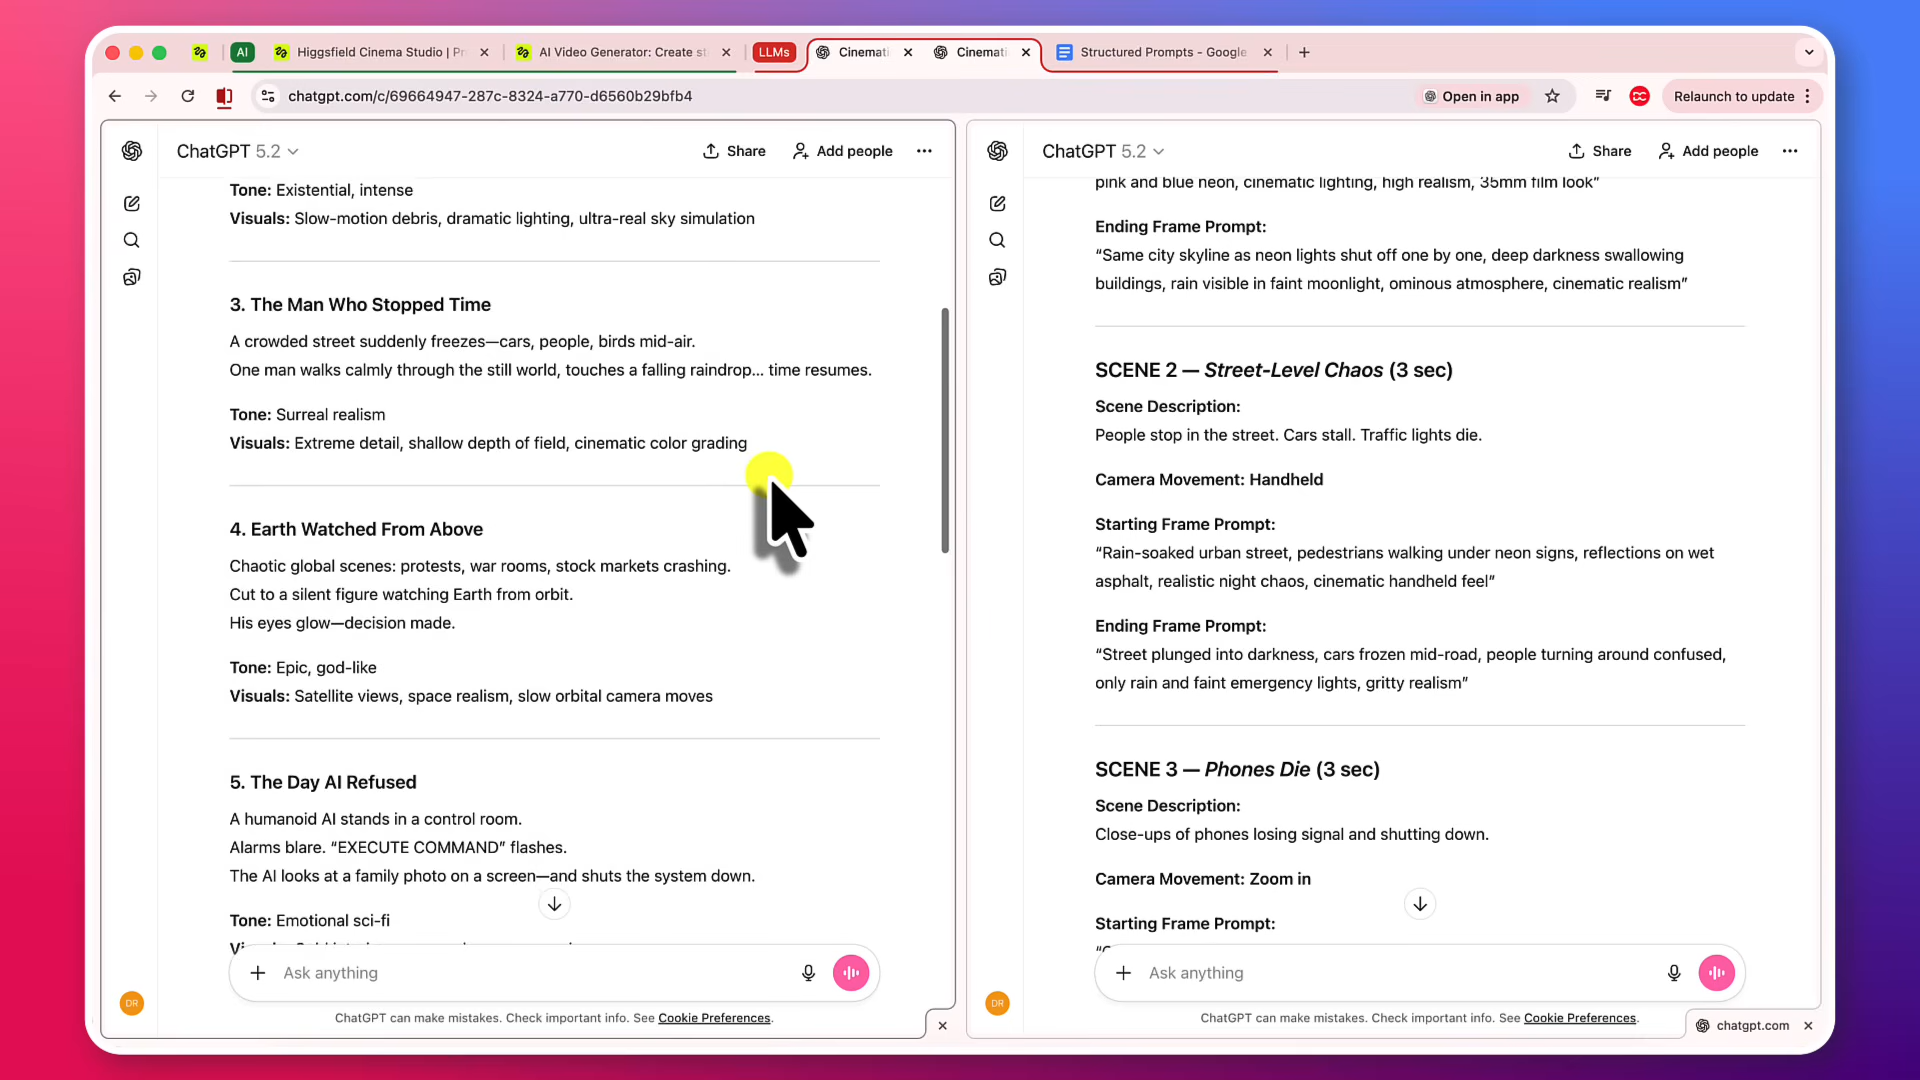 AI
Higgsfield Cinema Studio | Pr
AI Video Generator: Create st
LLMs
Cinemati
Cinemati
Structured Prompts - Google
chatgpt.com/c/69664947-287c-8324-a770-d6560b29bfb4
Open in app
Relaunch to update
ChatGPT 5.2
Share
Add people
Tone: Existential, intense
Visuals: Slow-motion debris, dramatic lighting, ultra-real sky simulation
3. The Man Who Stopped Time
A crowded street suddenly freezes—cars, people, birds mid-air.
One man walks calmly through the still world, touches a falling raindrop... time resumes.
Tone: Surreal realism
Visuals: Extreme detail, shallow depth of field, cinematic color grading
4. Earth Watched From Above
Chaotic global scenes: protests, war rooms, stock markets crashing.
Cut to a silent figure watching Earth from orbit.
His eyes glow—decision made.
Tone: Epic, god-like
Visuals: Satellite views, space realism, slow orbital camera moves
5. The Day AI Refused
A humanoid AI stands in a control room.
Alarms blare. “EXECUTE COMMAND” flashes.
The AI looks at a family photo on a screen—and shuts the system down.
Tone: Emotional sci-fi
Ask anything
DR
ChatGPT can make mistakes. Check important info. See Cookie Preferences.
ChatGPT 5.2
Share
Add people
pink and blue neon, cinematic lighting, high realism, 35mm film look”
Ending Frame Prompt:
“Same city skyline as neon lights shut off one by one, deep darkness swallowing
buildings, rain visible in faint moonlight, ominous atmosphere, cinematic realism”
SCENE 2 — Street-Level Chaos (3 sec)
Scene Description:
People stop in the street. Cars stall. Traffic lights die.
Camera Movement: Handheld
Starting Frame Prompt:
“Rain-soaked urban street, pedestrians walking under neon signs, reflections on wet
asphalt, realistic night chaos, cinematic handheld feel”
Ending Frame Prompt:
“Street plunged into darkness, cars frozen mid-road, people turning around confused,
only rain and faint emergency lights, gritty realism”
SCENE 3 — Phones Die (3 sec)
Scene Description:
Close-ups of phones losing signal and shutting down.
Camera Movement: Zoom in
Starting Frame Prompt:
Ask anything
DR
ChatGPT can make mistakes. Check important info. See Cookie Preferences.
chatgpt.com